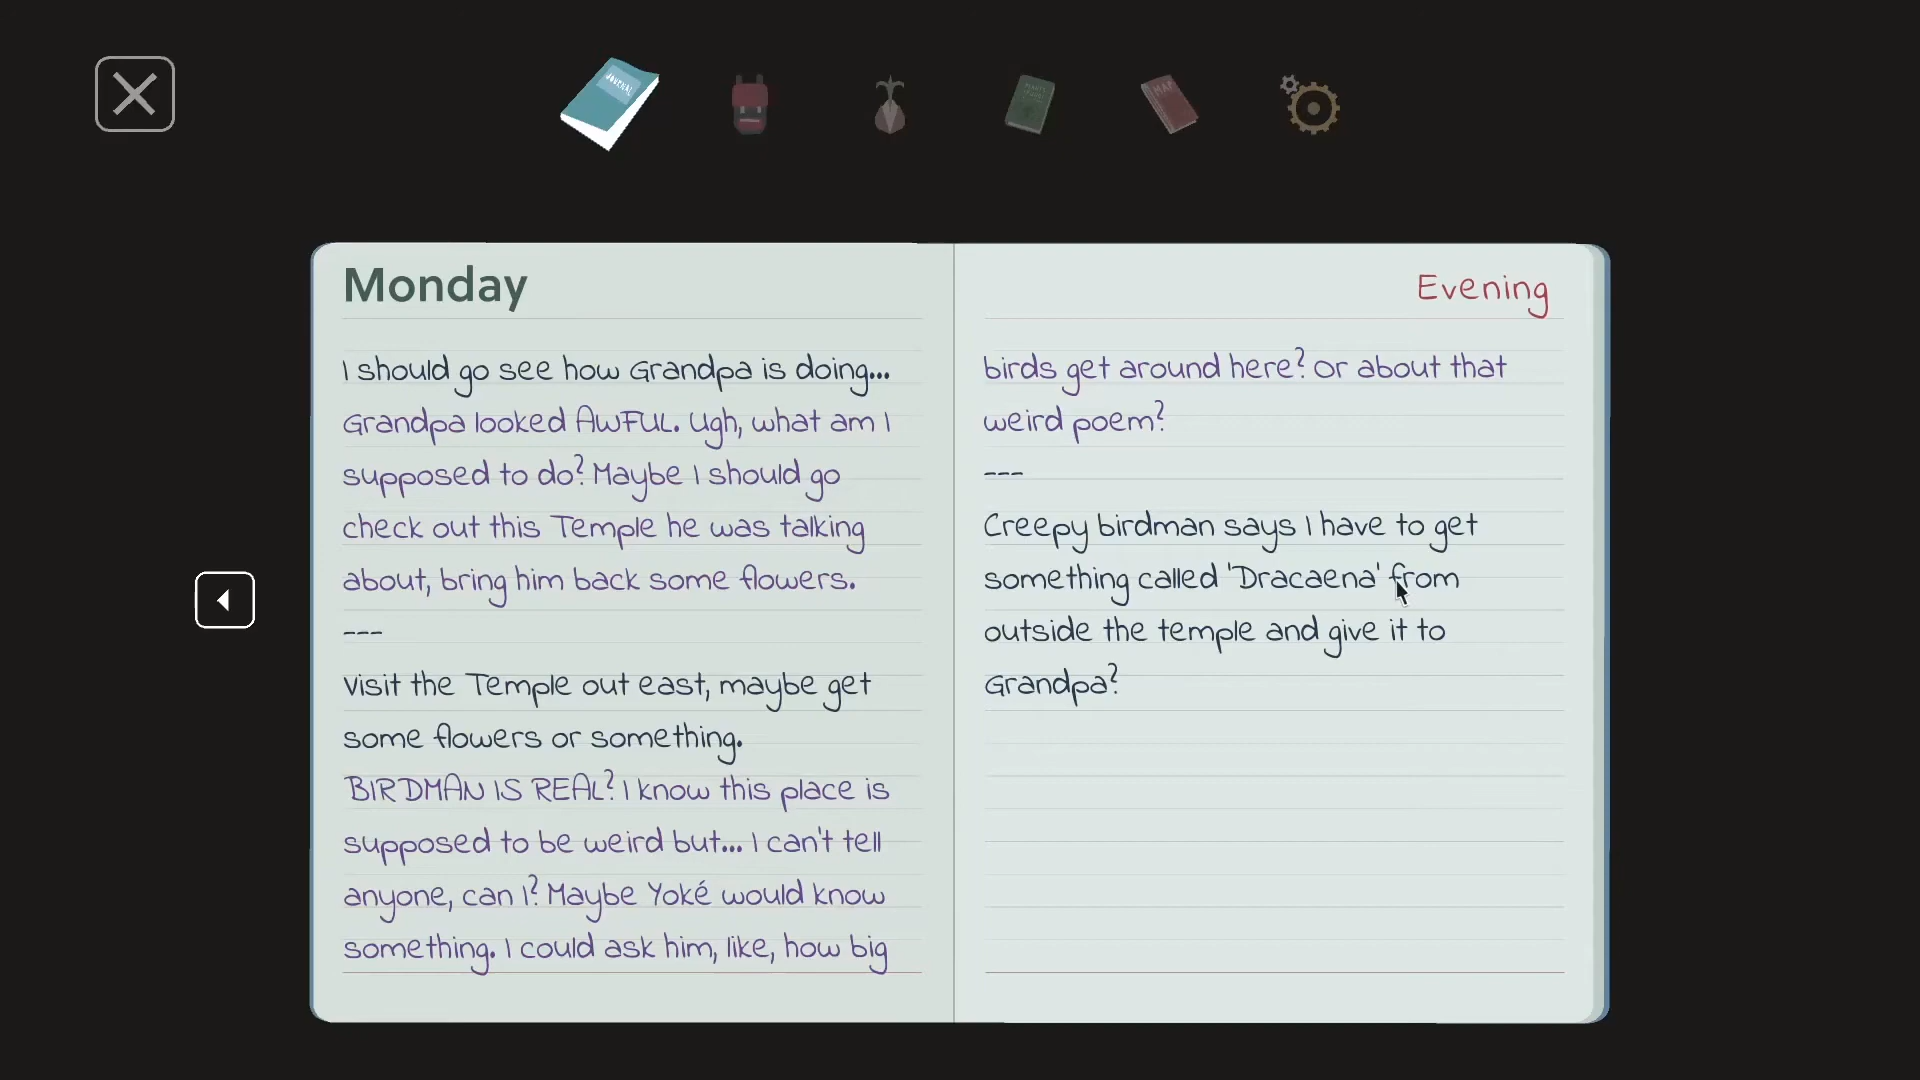 JOURNAL
MAP
Monday
I should go see how Grandpa is doing...
Grandpa looked AWFUL. Ugh, what am I
supposed to do? Maybe I should go
check out this Temple he was talking
about, bring him back some flowers.
---
Visit the Temple out east, maybe get
some flowers or something.
BIRDMAN IS REAL? I know this place is
supposed to be weird but... I can't tell
anyone, can I? Maybe Yoké would know
something. I could ask him, like, how big
Evening
birds get around here? Or about that
weird poem?
---
Creepy birdman says I have to get
something called 'Dracaena' from
outside the temple and give it to
Grandpa?